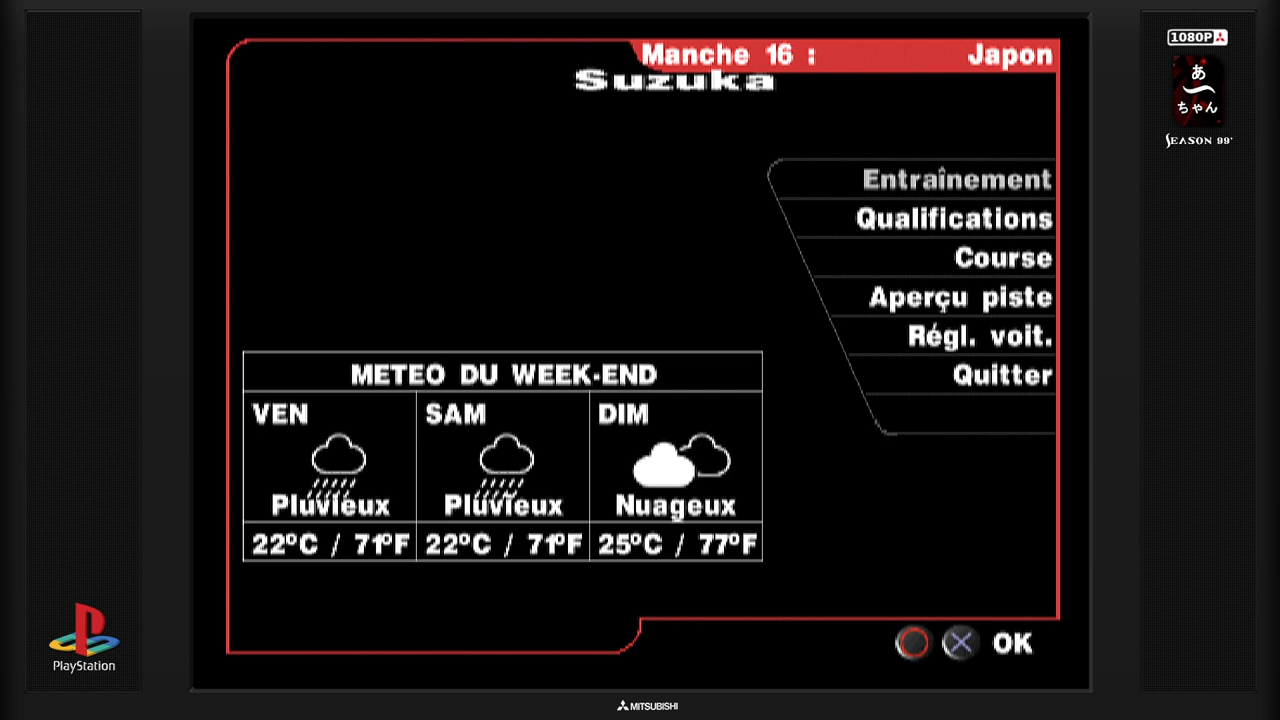 Manche 16 : Japon
Suzuka
1080P
あ
ー
ちゃん
SEASON 99'
Entraînement
Qualifications
Course
Aperçu piste
Régl. voit.
Quitter
METEO DU WEEK-END
VEN SAM DIM
Pluvieux Pluvieux Nuageux
22°C / 71°F 22°C / 71°F 25°C / 77°F
OK
PlayStation
MITSUBISHI